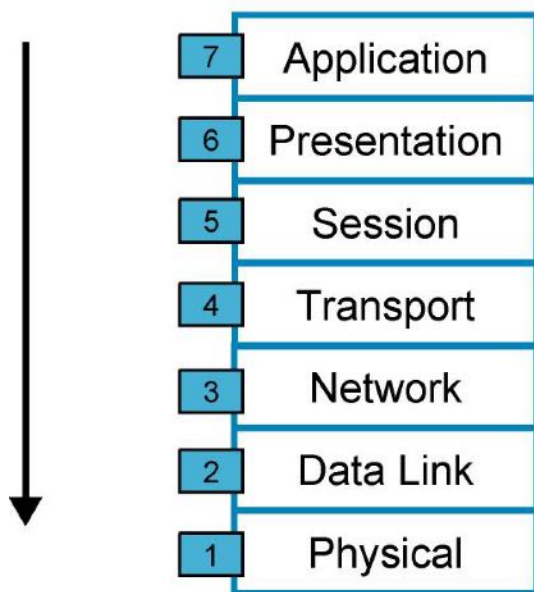 7 Application
6 Presentation
5 Session
4 Transport
3 Network
2 Data Link
1 Physical